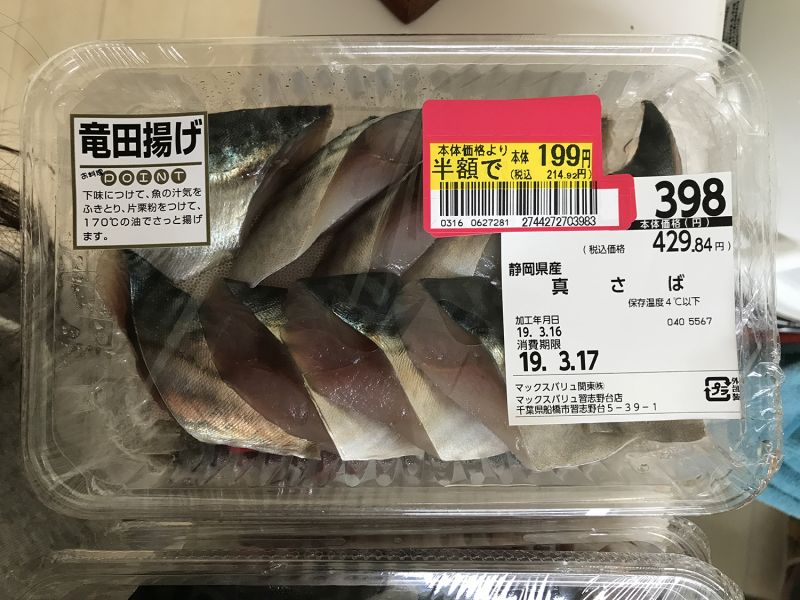 竜田揚げ
お料理POINT
下味につけて、魚の汁気を
ふきとり、片栗粉をつけて、
170℃の油でさっと揚げ
ます。
本体価格より
半額で 本体 199円
(税込 214.92円)
0316 0627281 2744272703983
398
本体価格(円)
(税込価格 429.84円)
静岡県産
真さば
保存温度4℃以下
加工年月日
19. 3.16
040 5567
消費期限
19. 3.17
マックスバリュ関東㈱
マックスバリュ習志野台店
千葉県船橋市習志野台5-39-1
プラ
外包装